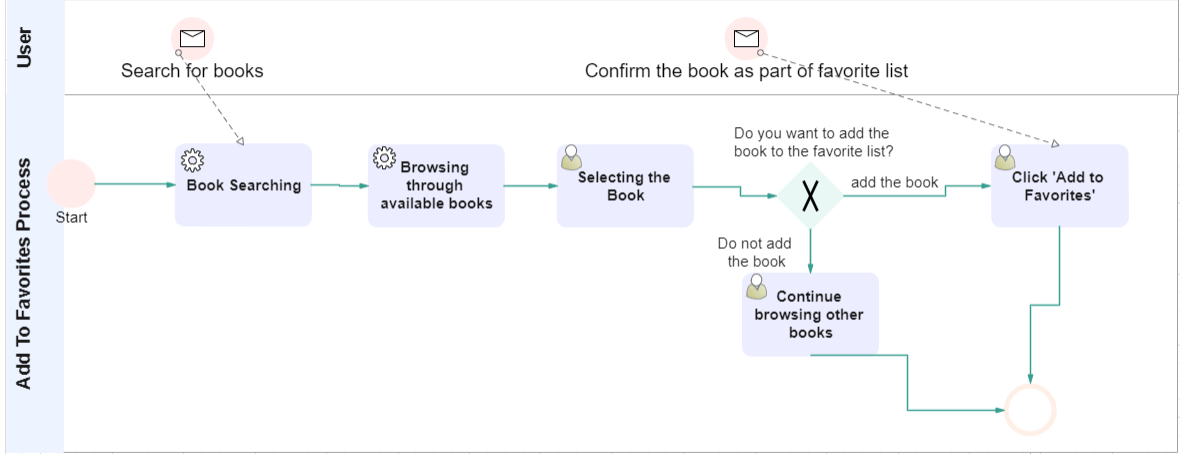 User
Search for books
Confirm the book as part of favorite list
Add To Favorites Process
Start
Book Searching
Browsing
through
available books
Selecting the
Book
Do you want to add the
book to the favorite list?
X
add the book
Click 'Add to
Favorites'
Do not add
the book
Continue
browsing other
books